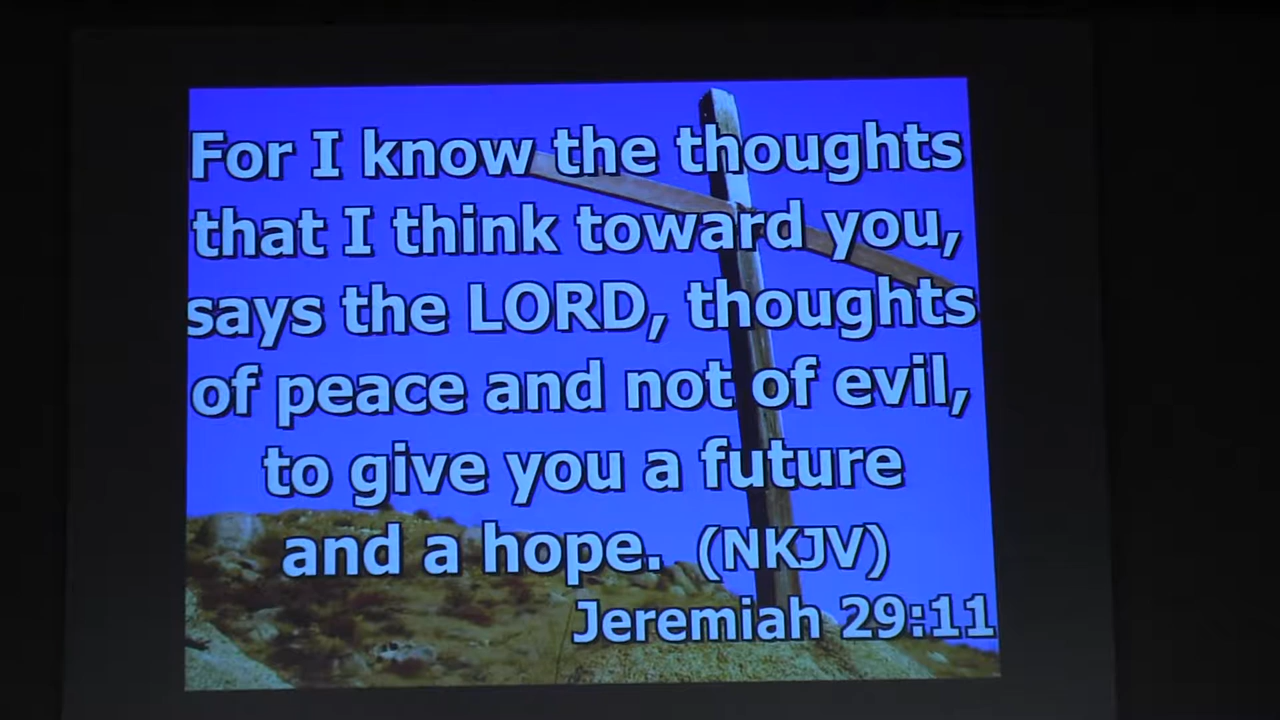 For I know the thoughts
that I think toward you,
says the LORD, thoughts
of peace and not of evil,
to give you a future
and a hope. (NKJV)
Jeremiah 29:11